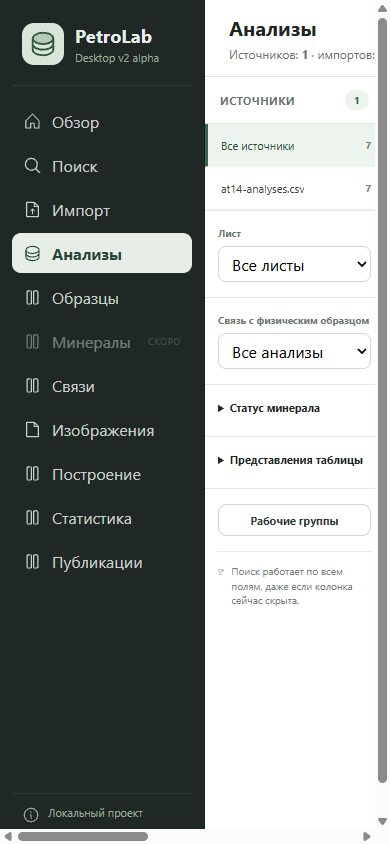 PetroLab
Desktop v2 alpha
Обзор
Поиск
Импорт
Анализы
Образцы
Минералы СКОРО
Связи
Изображения
Построение
Статистика
Публикации
Локальный проект
Анализы
Источников: 1 · импортов:
ИСТОЧНИКИ 1
Все источники 7
at14-analyses.csv 7
Лист
Все листы
Связь с физическим образцом
Все анализы
Статус минерала
Представления таблицы
Рабочие группы
Поиск работает по всем
полям, даже если колонка
сейчас скрыта.